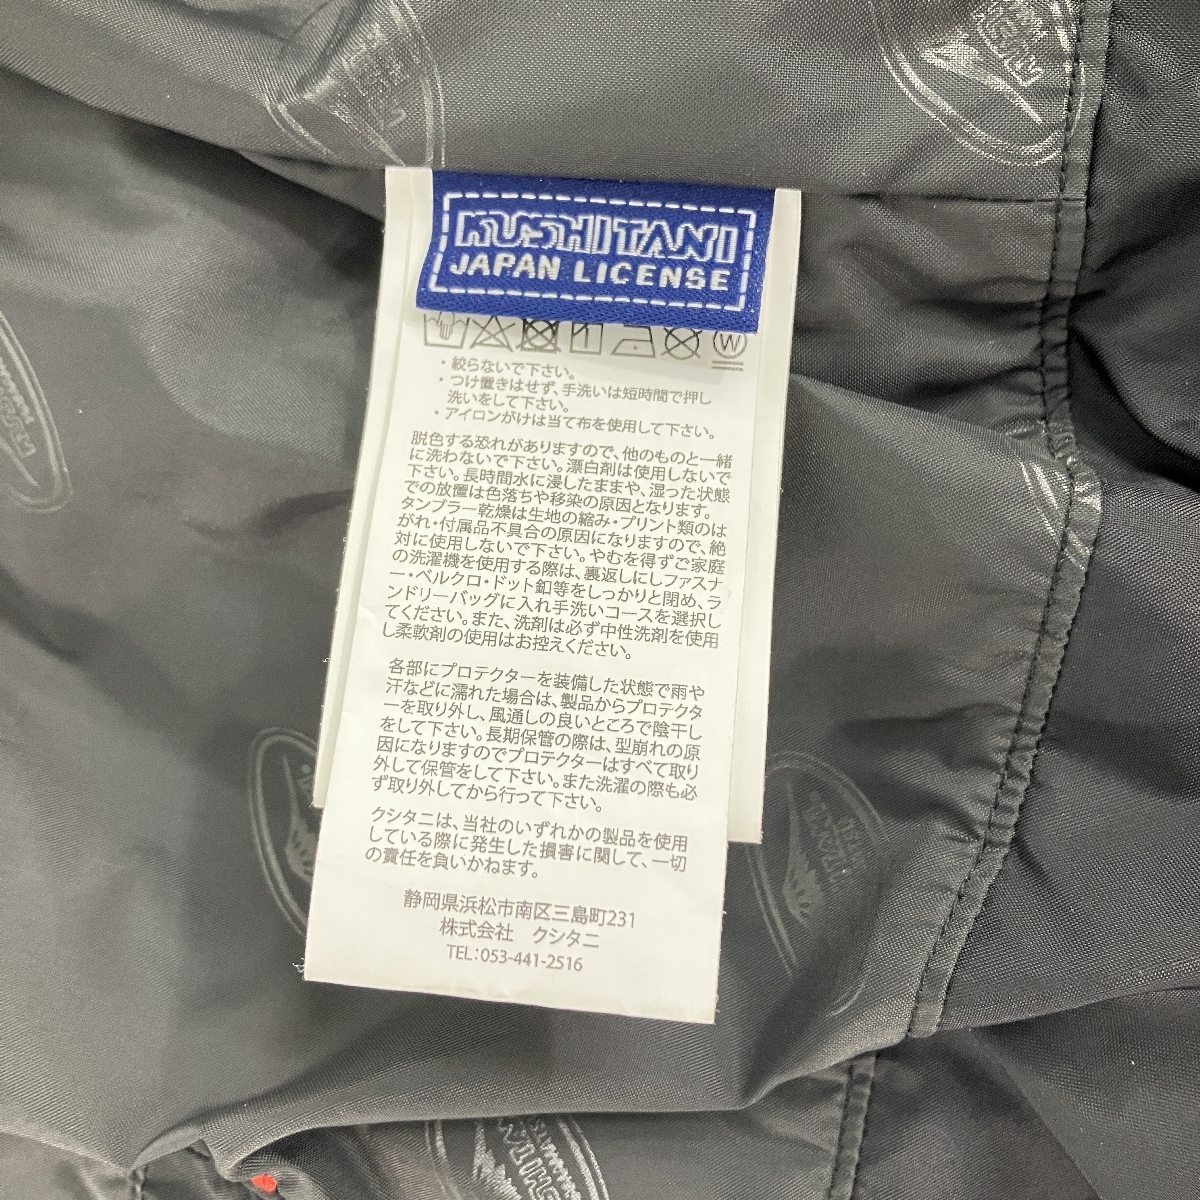 KUSHITANI
JAPAN LICENSE
W
・絞らないで下さい。
・つけ置きはせず、手洗いは短時間で押し
洗いをして下さい。
・アイロンがけは当て布を使用して下さい。
脱色する恐れがありますので、他のものと一緒
に洗わないで下さい。漂白剤は使用しないで
下さい。長時間水に浸したままや、湿った状態
での放置は色落ちや移染の原因となります。
タンブラー乾燥は生地の縮み・プリント類のは
がれ・付属品不具合の原因になりますので、絶
対に使用しないで下さい。やむを得ずご家庭
の洗濯機を使用する際は、裏返しにしファスナ
ー・ベルクロ・ドット釦等をしっかりと閉め、ラ
ンドリーバッグに入れ手洗いコースを選択し
てください。また、洗剤は必ず中性洗剤を使用
し柔軟剤の使用はお控えください。
各部にプロテクターを装備した状態で雨や
汗などに濡れた場合は、製品からプロテクタ
ーを取り外し、風通しの良いところで陰干し
をして下さい。長期保管の際は、型崩れの原
因になりますのでプロテクターはすべて取り
外して保管をして下さい。また洗濯の際も必
ず取り外してから行って下さい。
クシタニは、当社のいずれかの製品を使用
している際に発生した損害に関して、一切
の責任を負いかねます。
静岡県浜松市南区三島町231
株式会社 クシタニ
TEL:053-441-2516